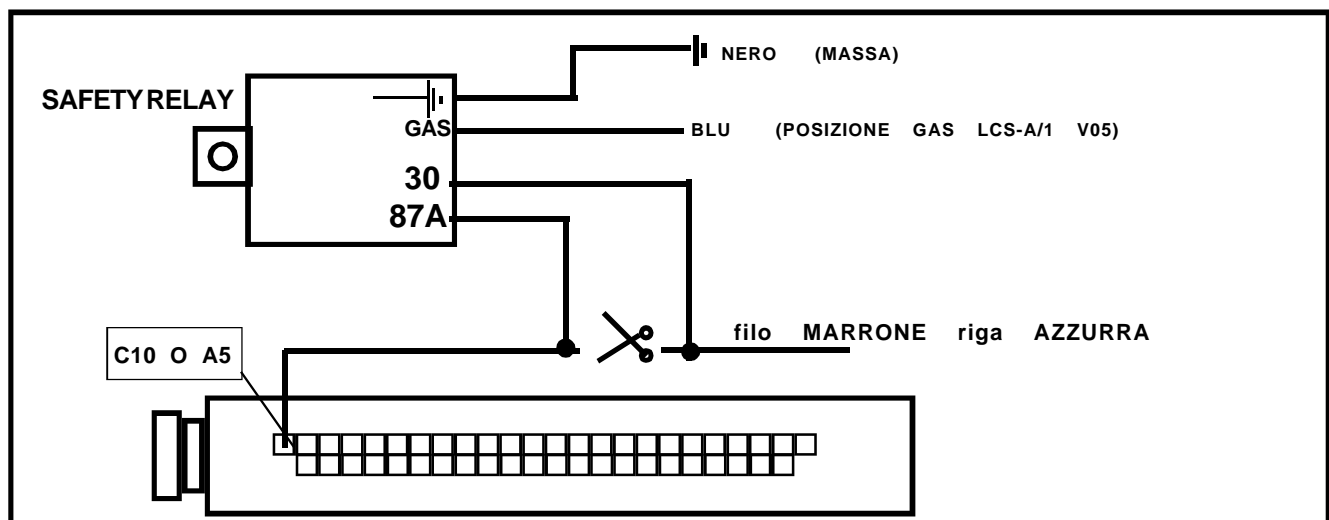 NERO (MASSA)
SAFETY RELAY
GAS
BLU (POSIZIONE GAS LCS-A/1 V05)
30
87A
filo MARRONE riga AZZURRA
C10 O A5